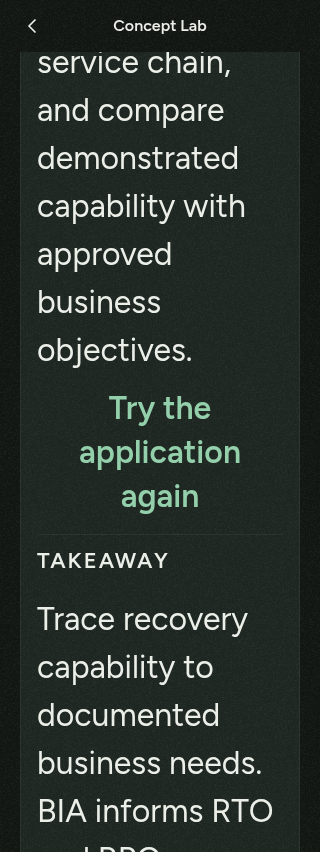 Concept Lab
service chain,
and compare
demonstrated
capability with
approved
business
objectives.
Try the
application
again
TAKEAWAY
Trace recovery
capability to
documented
business needs.
BIA informs RTO